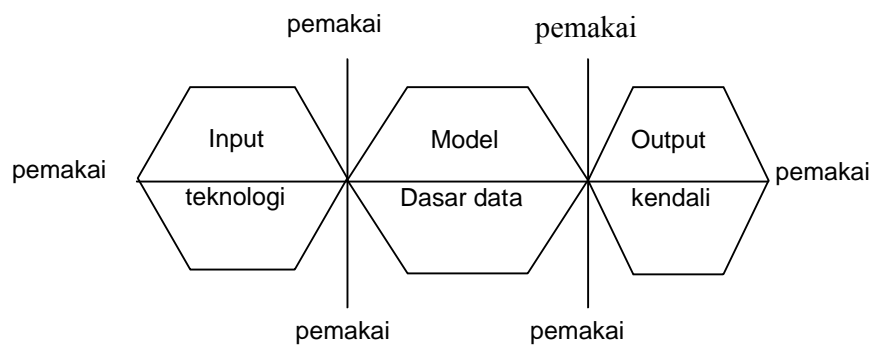 pemakai pemakai
Input Model Output
pemakai pemakai
teknologi Dasar data kendali
pemakai pemakai